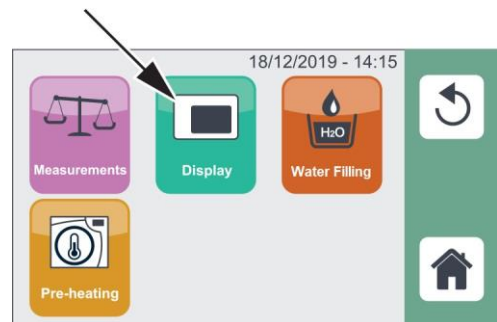 18/12/2019 - 14:15
Measurements
Display
H2O
Water Filling
Pre-heating